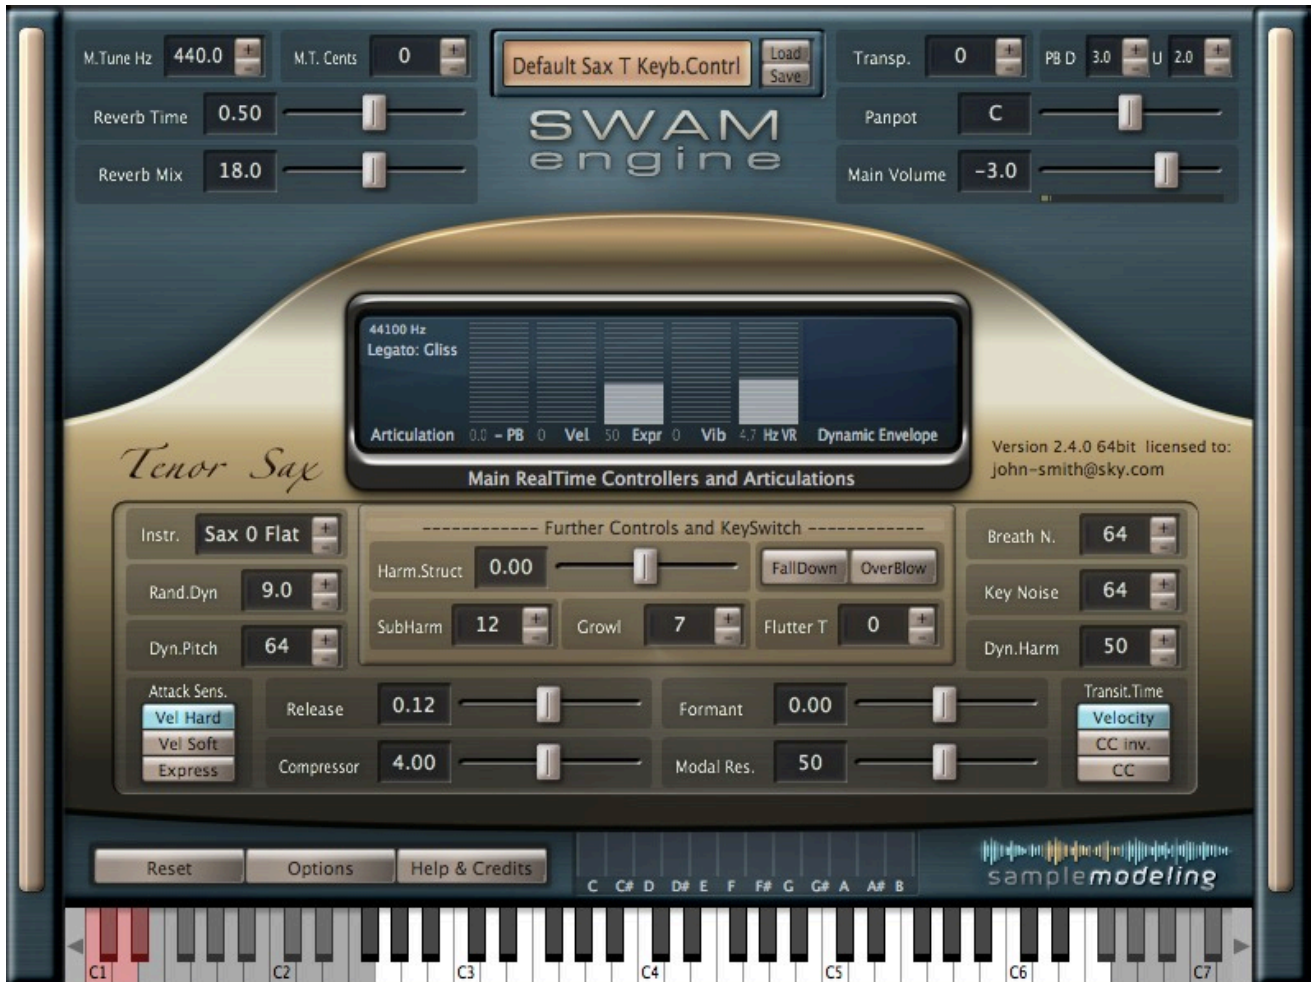 M.Tune Hz 440.0 + -
M.T. Cents 0 + -
Default Sax T Keyb.Contrl
Load
Save
Transp. 0 + -
PB D 3.0 + - U 2.0 + -
Reverb Time 0.50
SWAM
engine
Panpot C
Reverb Mix 18.0
Main Volume -3.0
44100 Hz
Legato: Gliss
Articulation 0.0 - PB 0 Vel 50 Expr 0 Vib 4.7 Hz VR Dynamic Envelope
Main RealTime Controllers and Articulations
Tenor Sax
Version 2.4.0 64bit licensed to:
john-smith@sky.com
Instr. Sax 0 Flat + -
------------ Further Controls and KeySwitch ------------
Breath N. 64 + -
Rand.Dyn 9.0 + -
Harm.Struct 0.00
FallDown OverBlow
Key Noise 64 + -
Dyn.Pitch 64 + -
SubHarm 12 + -
Growl 7 + -
Flutter T 0 + -
Dyn.Harm 50 + -
Attack Sens.
Vel Hard
Vel Soft
Express
Release 0.12
Formant 0.00
Compressor 4.00
Modal Res. 50
Transit.Time
Velocity
CC inv.
CC
Reset Options Help & Credits
C C# D D# E F F# G G# A A# B
samplemodeling
C1 C2 C3 C4 C5 C6 C7